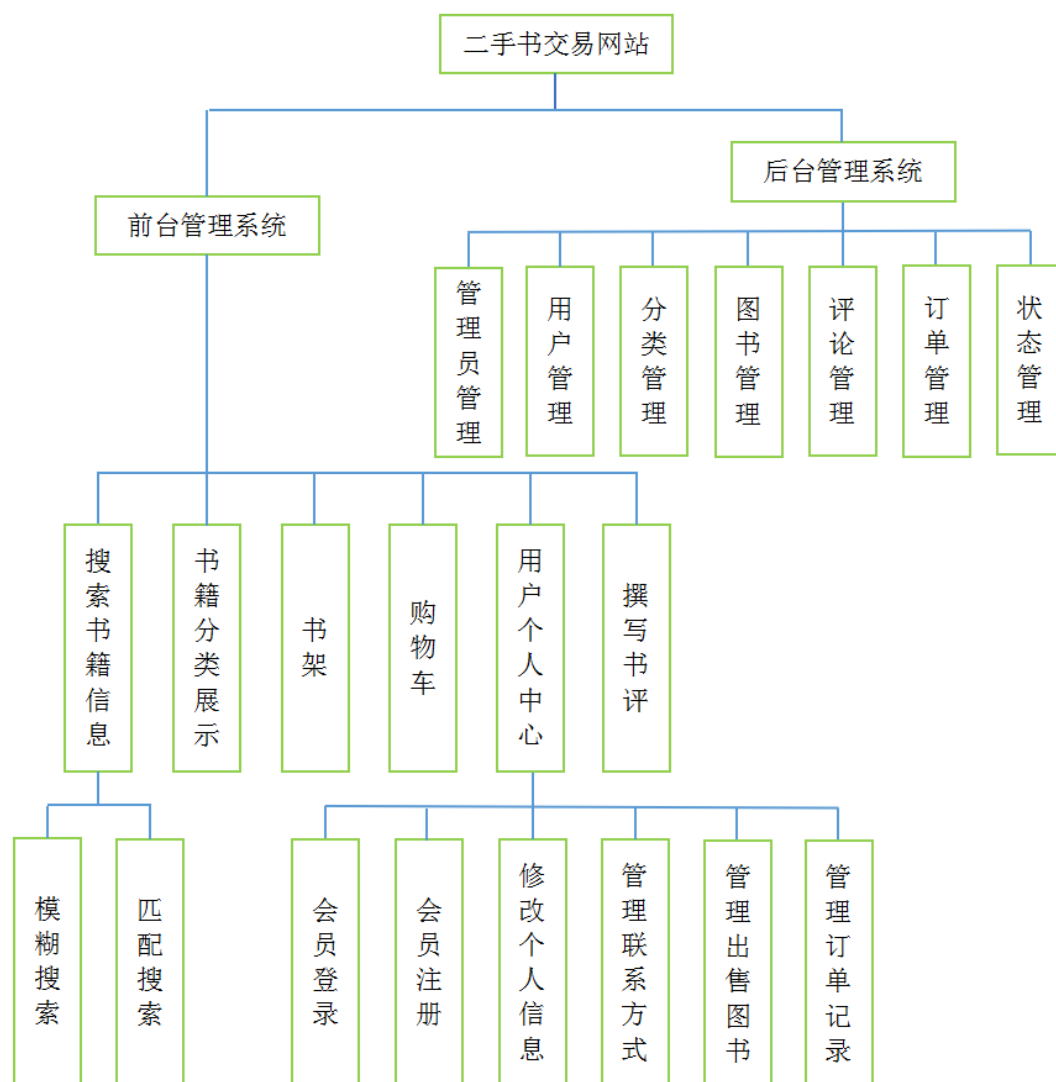 二手书交易网站
后台管理系统
前台管理系统
管理员管理
用户管理
分类管理
图书管理
评论管理
订单管理
状态管理
搜索书籍信息
书籍分类展示
书架
购物车
用户个人中心
撰写书评
模糊搜索
匹配搜索
会员登录
会员注册
修改个人信息
管理联系方式
管理出售图书
管理订单记录